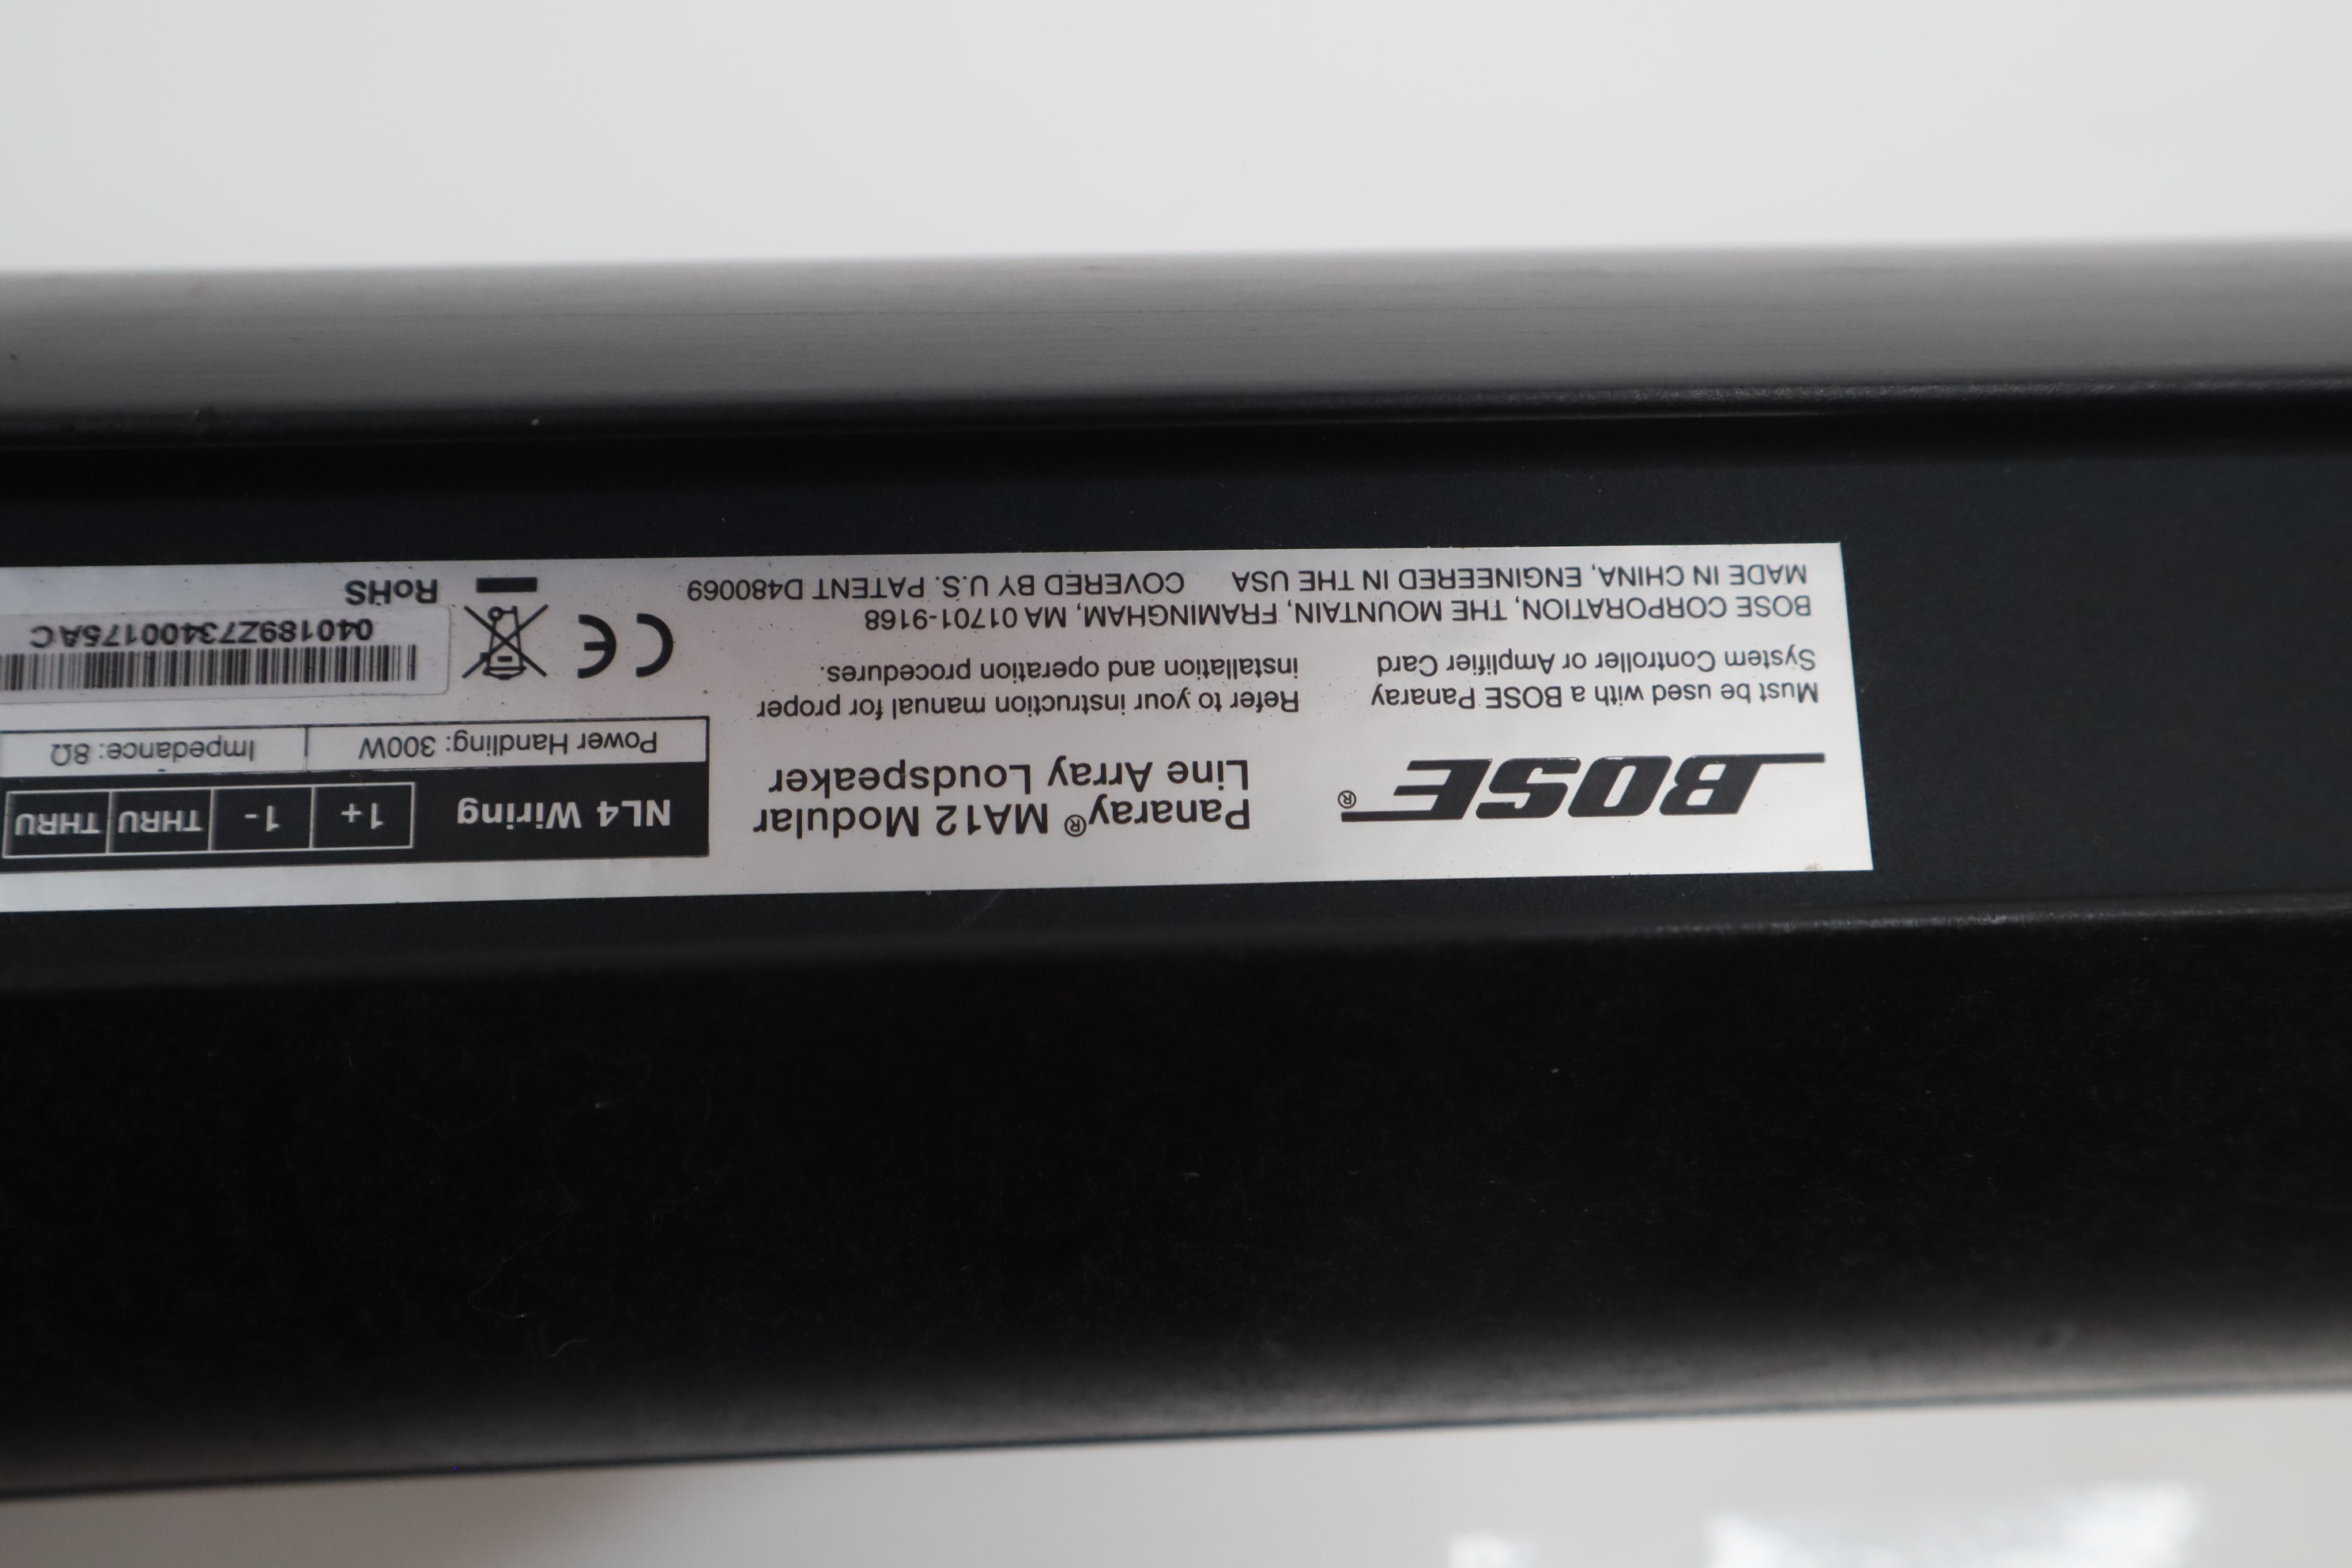 BOSE®
Must be used with a BOSE Panaray
System Controller or Amplifier Card
BOSE CORPORATION, THE MOUNTAIN, FRAMINGHAM, MA 01701-9168
MADE IN CHINA, ENGINEERED IN THE USA COVERED BY U.S. PATENT D480069
Panaray® MA12 Modular
Line Array Loudspeaker
Refer to your instruction manual for proper
installation and operation procedures.
CE
NL4 Wiring 1+ 1- THRU THRU
Power Handling: 300W Impedance: 8Ω
040189Z73400175AC
RoHS